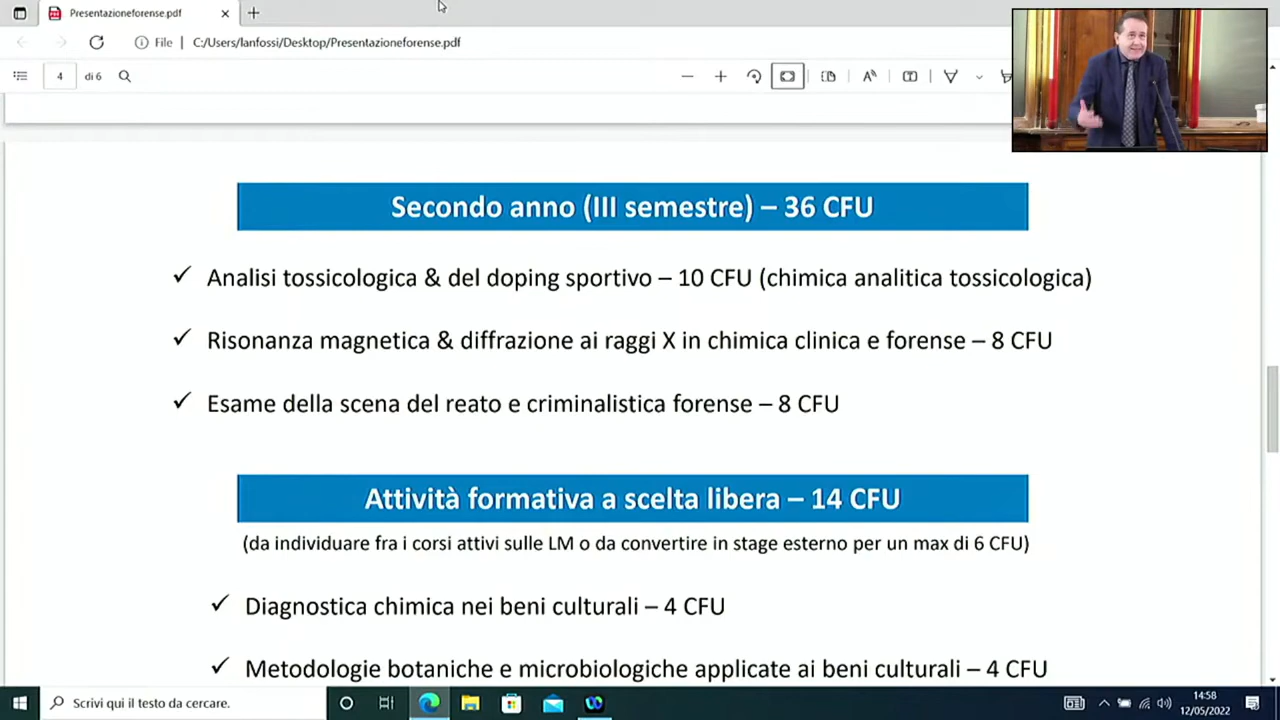 Presentazioneforense.pdf
File
C:/Users/lanfossi/Desktop/Presentazioneforense.pdf
4 di 6
Secondo anno (III semestre) – 36 CFU
✓ Analisi tossicologica & del doping sportivo – 10 CFU (chimica analitica tossicologica)
✓ Risonanza magnetica & diffrazione ai raggi X in chimica clinica e forense – 8 CFU
✓ Esame della scena del reato e criminalistica forense – 8 CFU
Attività formativa a scelta libera – 14 CFU
(da individuare fra i corsi attivi sulle LM o da convertire in stage esterno per un max di 6 CFU)
✓ Diagnostica chimica nei beni culturali – 4 CFU
✓ Metodologie botaniche e microbiologiche applicate ai beni culturali – 4 CFU
Scrivi qui il testo da cercare.
14:58
12/05/2022